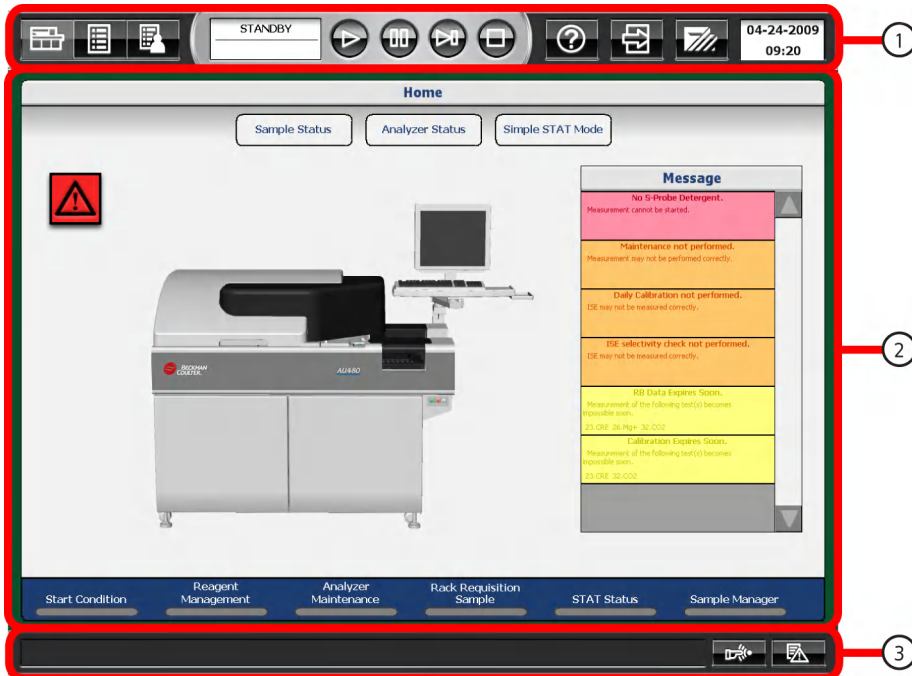 STANDBY
04-24-2009
09:20
1
Home
Sample Status
Analyzer Status
Simple STAT Mode
Message
No S-Probe Detergent.
Measurement cannot be started.
Maintenance not performed.
Measurement may not be performed correctly.
Daily Calibration not performed.
ISE may not be measured correctly.
ISE selectivity check not performed.
ISE may not be measured correctly.
RB Data Expires Soon.
Measurement of the following test(s) becomes
impossible soon.
23.CRE 26.Mg+ 32.CO2
Calibration Expires Soon.
Measurement of the following test(s) becomes
impossible soon.
23.CRE 32.CO2
BECKMAN
COULTER
AU480
2
Start Condition
Reagent
Management
Analyzer
Maintenance
Rack Requisition
Sample
STAT Status
Sample Manager
3